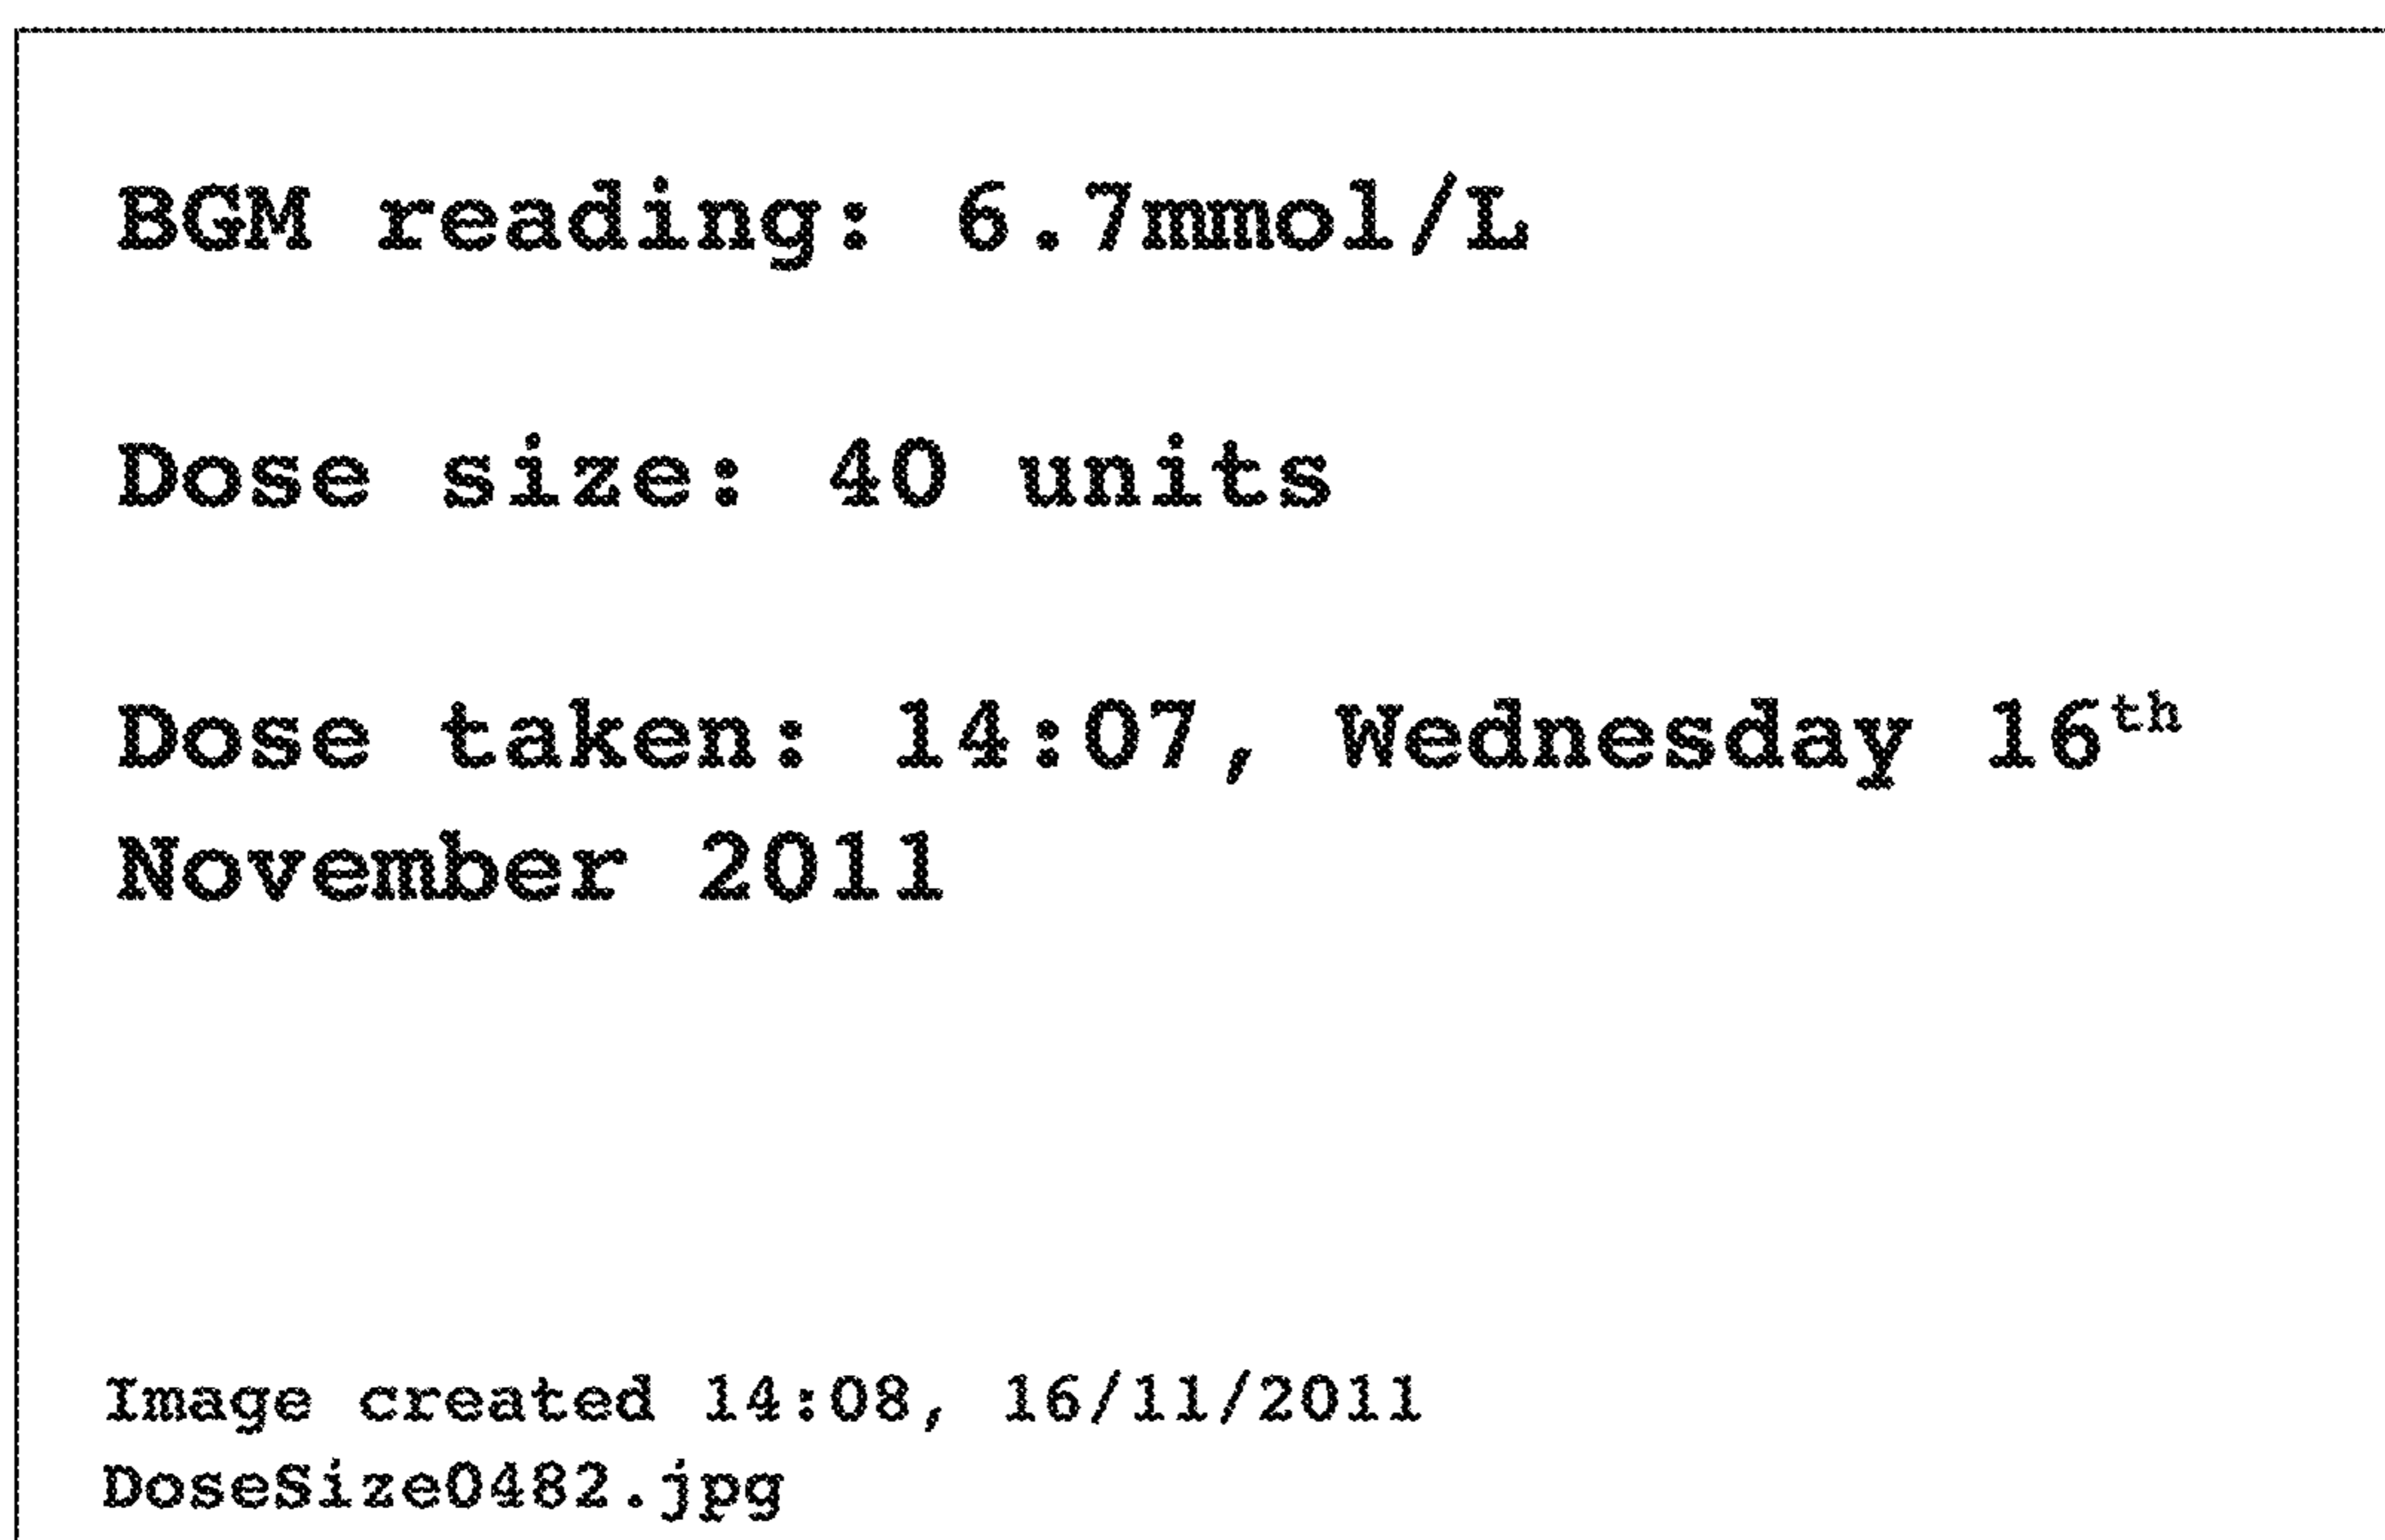 BGM reading: 6.7mmol/L
Dose size: 40 units
Dose taken: 14:07, Wednesday 16th
November 2011
Image created 14:08, 16/11/2011
DoseSize0482.jpg